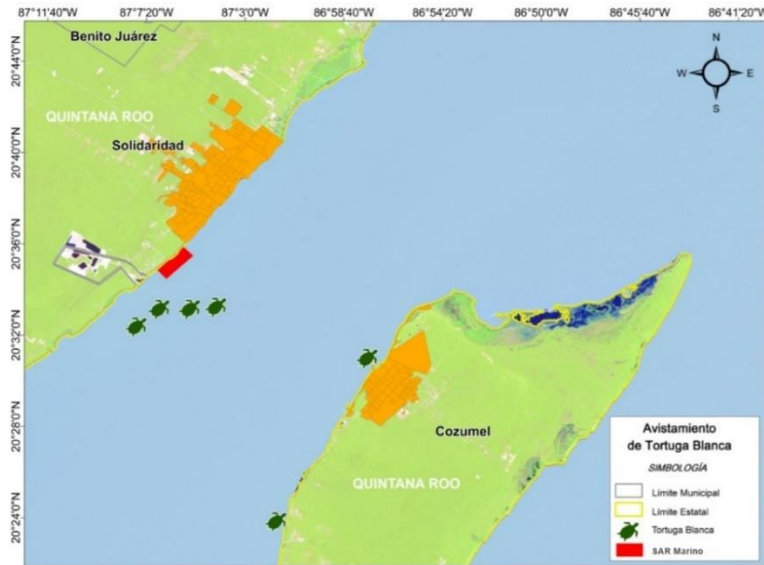 87°11'40"W 87°7'20"W 87°3'0"W 86°58'40"W 86°54'20"W 86°50'0"W 86°45'40"W 86°41'20"W
20°44'0"N
20°40'0"N
20°36'0"N
20°32'0"N
20°28'0"N
20°24'0"N
Benito Juárez
N
W E
S
QUINTANA ROO
Solidaridad
Cozumel
QUINTANA ROO
Avistamiento
de Tortuga Blanca
SIMBOLOGÍA
Límite Municipal
Límite Estatal
Tortuga Blanca
SAR Marino